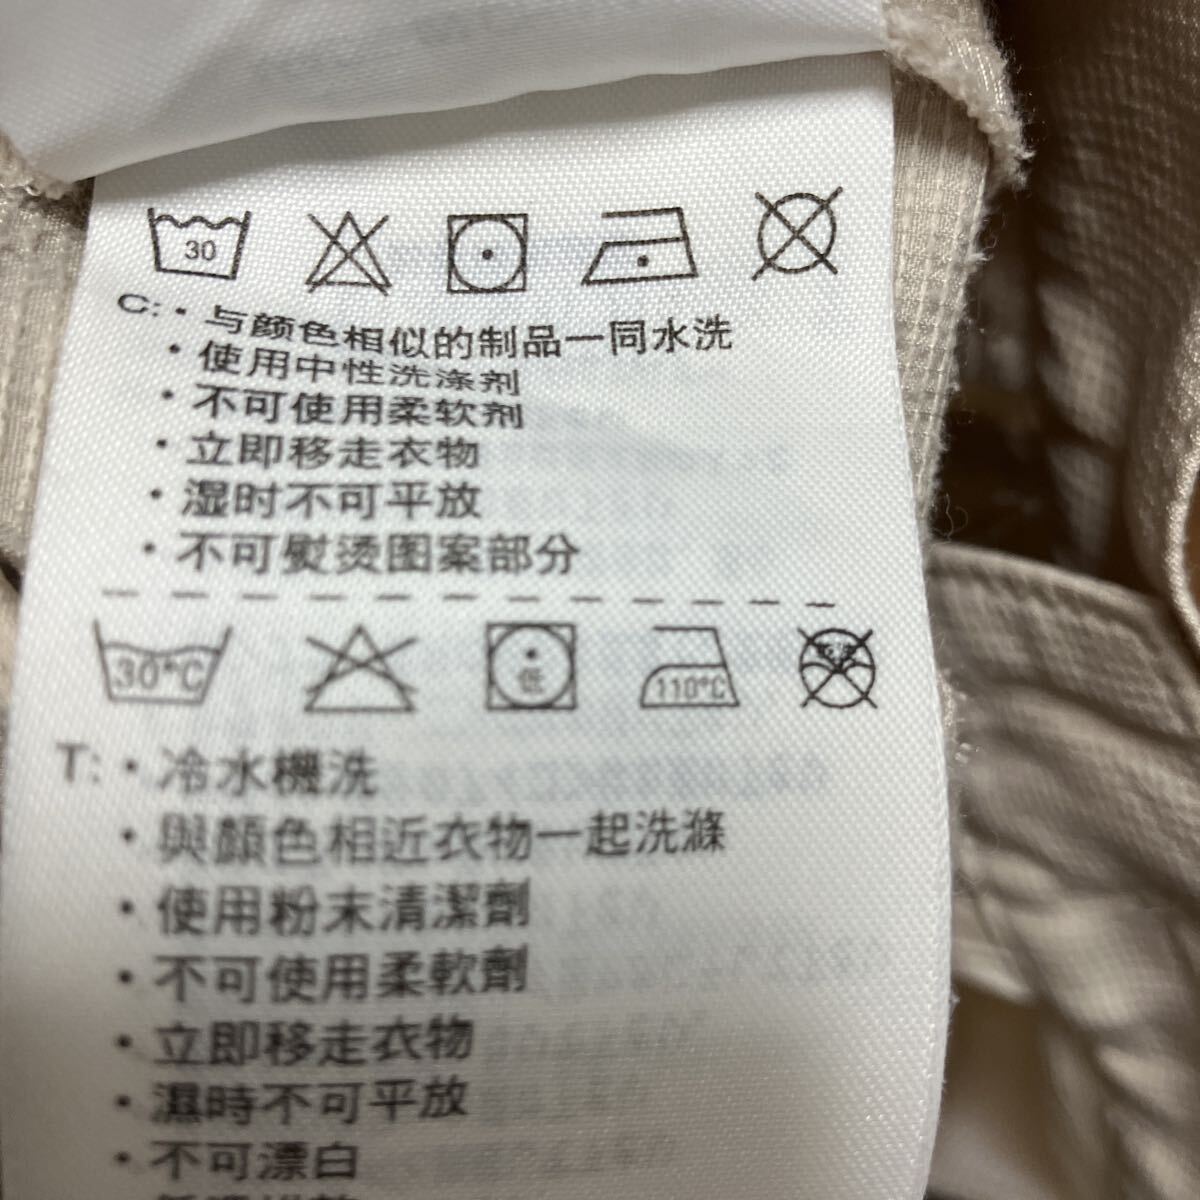 30
C:・与颜色相似的制品一同水洗
・使用中性洗涤剂
・不可使用柔软剂
・立即移走衣物
・湿时不可平放
・不可熨烫图案部分
30°C 低 110°C
T:・冷水機洗
・與顏色相近衣物一起洗滌
・使用粉末清潔劑
・不可使用柔軟劑
・立即移走衣物
・濕時不可平放
・不可漂白